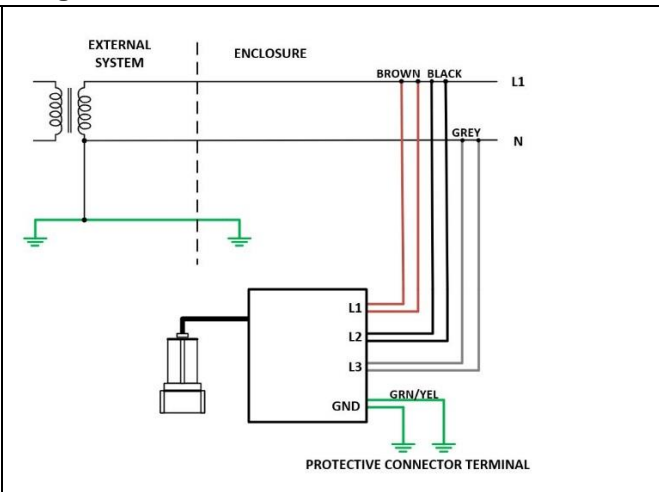 EXTERNAL
SYSTEM
ENCLOSURE
BROWN BLACK
L1
GREY
N
L1
L2
L3
GRN/YEL
GND
PROTECTIVE CONNECTOR TERMINAL